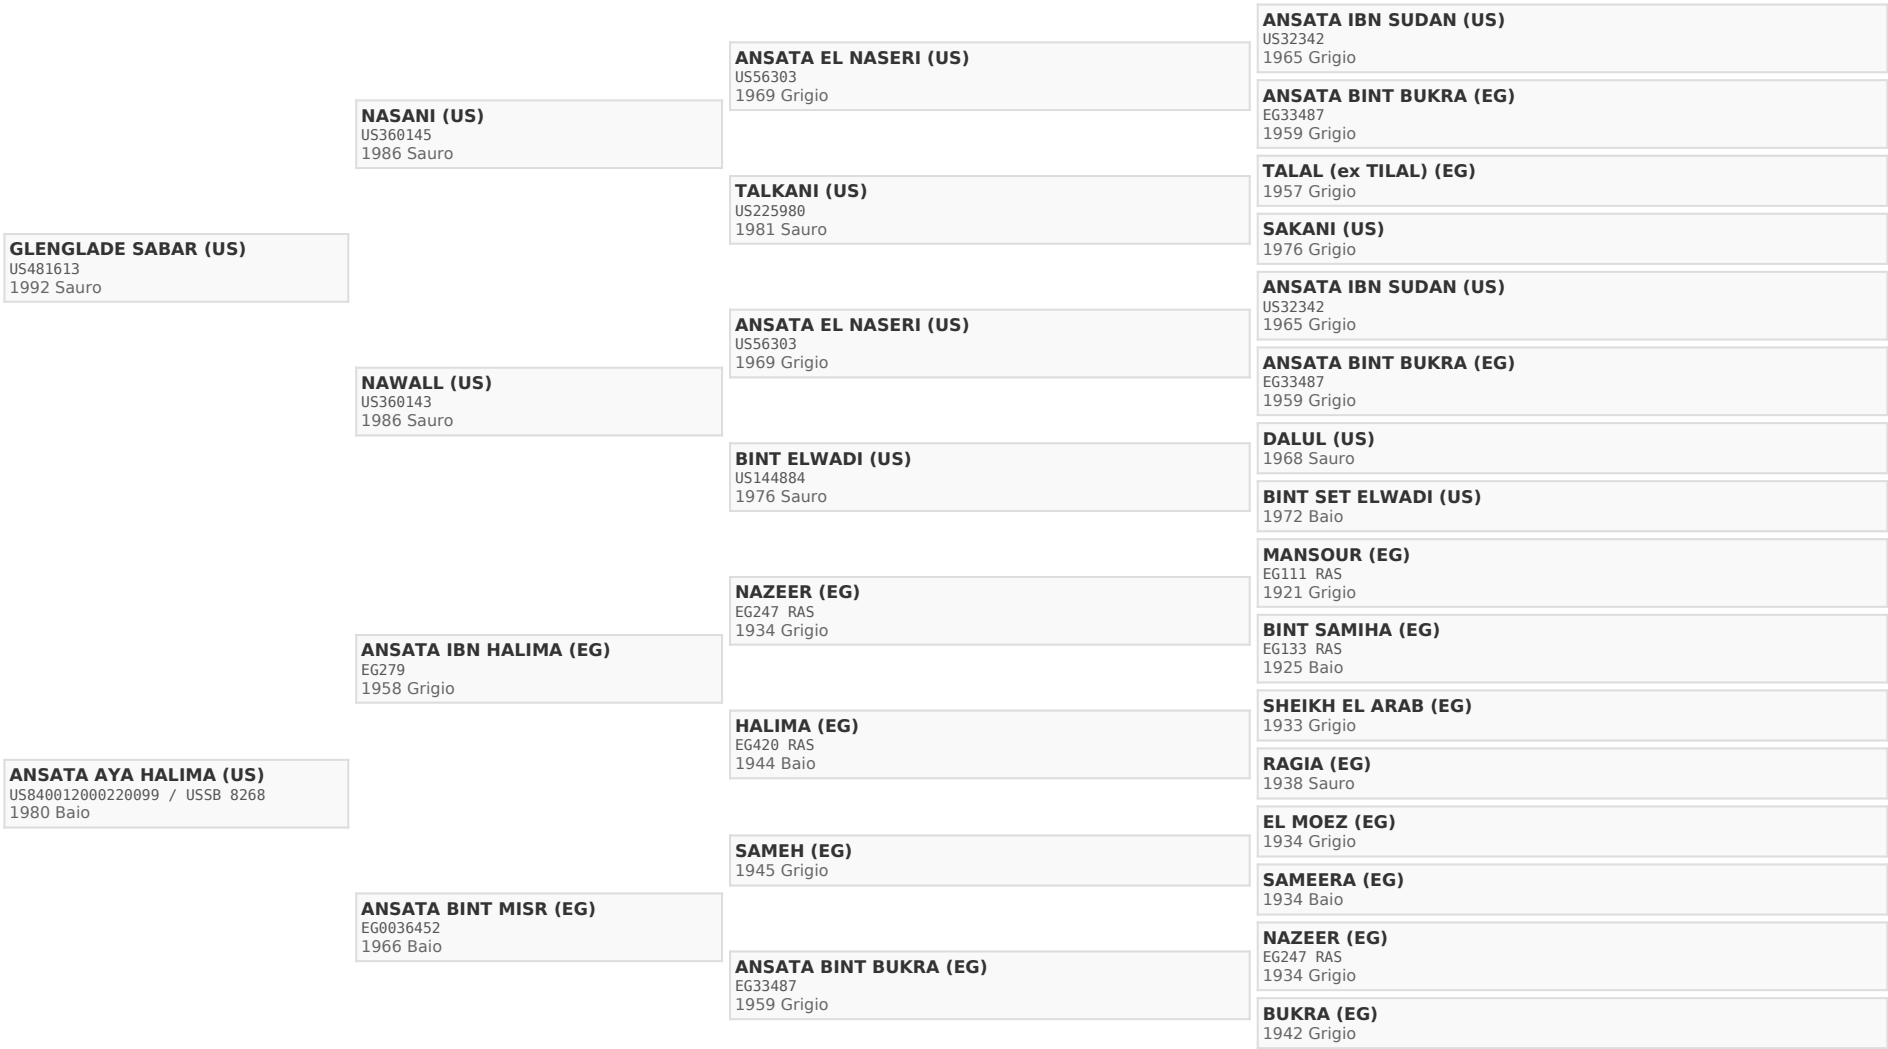 GLENGLADE SABAR (US)
US481613
1992 Sauro
ANSATA AYA HALIMA (US)
US840012000220099 / USSB 8268
1980 Baio
NASANI (US)
US360145
1986 Sauro
NAWALL (US)
US360143
1986 Sauro
ANSATA IBN HALIMA (EG)
EG279
1958 Grigio
ANSATA BINT MISR (EG)
EG0036452
1966 Baio
ANSATA EL NASERI (US)
US56303
1969 Grigio
TALKANI (US)
US225980
1981 Sauro
ANSATA EL NASERI (US)
US56303
1969 Grigio
BINT ELWADI (US)
US144884
1976 Sauro
NAZEER (EG)
EG247 RAS
1934 Grigio
HALIMA (EG)
EG420 RAS
1944 Baio
SAMEH (EG)
1945 Grigio
ANSATA BINT BUKRA (EG)
EG33487
1959 Grigio
ANSATA IBN SUDAN (US)
US32342
1965 Grigio
ANSATA BINT BUKRA (EG)
EG33487
1959 Grigio
TALAL (ex TILAL) (EG)
1957 Grigio
SAKANI (US)
1976 Grigio
ANSATA IBN SUDAN (US)
US32342
1965 Grigio
ANSATA BINT BUKRA (EG)
EG33487
1959 Grigio
DALUL (US)
1968 Sauro
BINT SET ELWADI (US)
1972 Baio
MANSOUR (EG)
EG111 RAS
1921 Grigio
BINT SAMIHA (EG)
EG133 RAS
1925 Baio
SHEIKH EL ARAB (EG)
1933 Grigio
RAGIA (EG)
1938 Sauro
EL MOEZ (EG)
1934 Grigio
SAMEERA (EG)
1934 Baio
NAZEER (EG)
EG247 RAS
1934 Grigio
BUKRA (EG)
1942 Grigio